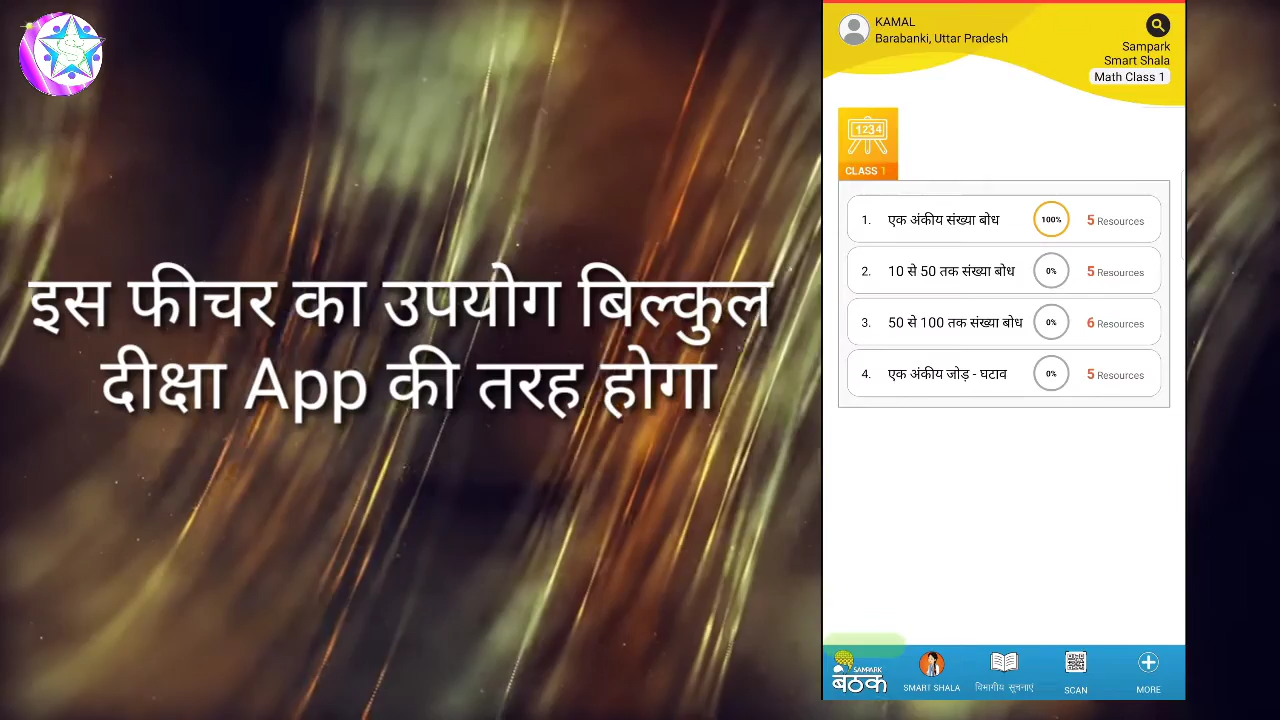 इस फीचर का उपयोग बिल्कुल
दीक्षा App की तरह होगा
KAMAL
Barabanki, Uttar Pradesh
Sampark
Smart Shala
Math Class 1
1234
CLASS 1
1. एक अंकीय संख्या बोध 100% 5 Resources
2. 10 से 50 तक संख्या बोध 0% 5 Resources
3. 50 से 100 तक संख्या बोध 0% 6 Resources
4. एक अंकीय जोड़ - घटाव 0% 5 Resources
SAMPARK
बैठक
SMART SHALA
विभागीय सूचनाएं
SCAN
MORE